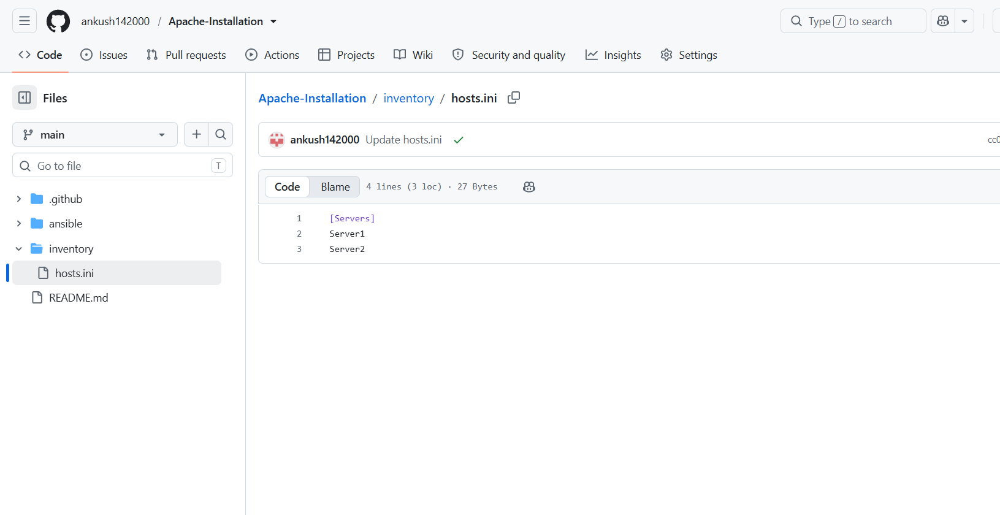 ankush142000 / Apache-Installation
Type / to search
Code Issues Pull requests Actions Projects Wiki Security and quality Insights Settings
Files
main
Go to file T
.github
ansible
inventory
hosts.ini
README.md
Apache-Installation / inventory / hosts.ini
ankush142000 Update hosts.ini cc0
Code Blame 4 lines (3 loc) · 27 Bytes
1 [Servers]
2 Server1
3 Server2